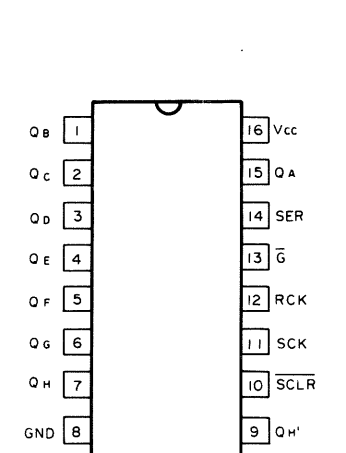 QB 1 16 Vcc
QC 2 15 QA
QD 3 14 SER
QE 4 13 G̅
QF 5 12 RCK
QG 6 11 SCK
QH 7 10 S̅C̅L̅R̅
GND 8 9 QH'